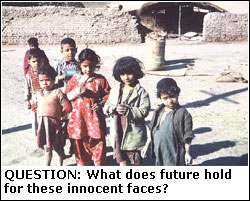 QUESTION: What does future hold
for these innocent faces?